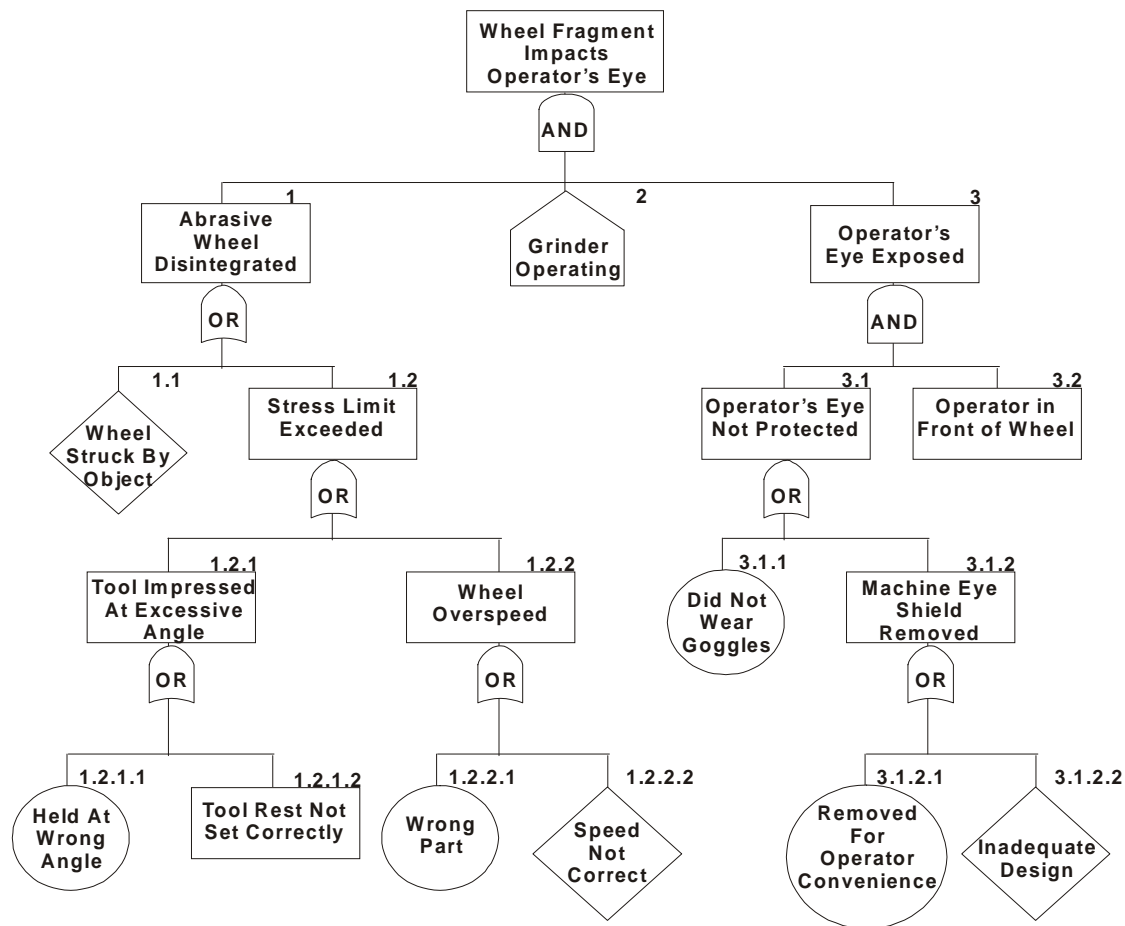 Wheel Fragment
Impacts
Operator’s Eye
AND
1
Abrasive
Wheel
Disintegrated
2
Grinder
Operating
3
Operator’s
Eye Exposed
OR
AND
1.1
Wheel
Struck By
Object
1.2
Stress Limit
Exceeded
3.1
Operator’s Eye
Not Protected
3.2
Operator in
Front of Wheel
OR
OR
1.2.1
Tool Impressed
At Excessive
Angle
1.2.2
Wheel
Overspeed
3.1.1
Did Not
Wear
Goggles
3.1.2
Machine Eye
Shield
Removed
OR
OR
OR
1.2.1.1
Held At
Wrong
Angle
1.2.1.2
Tool Rest Not
Set Correctly
1.2.2.1
Wrong
Part
1.2.2.2
Speed
Not
Correct
3.1.2.1
Removed
For
Operator
Convenience
3.1.2.2
Inadequate
Design